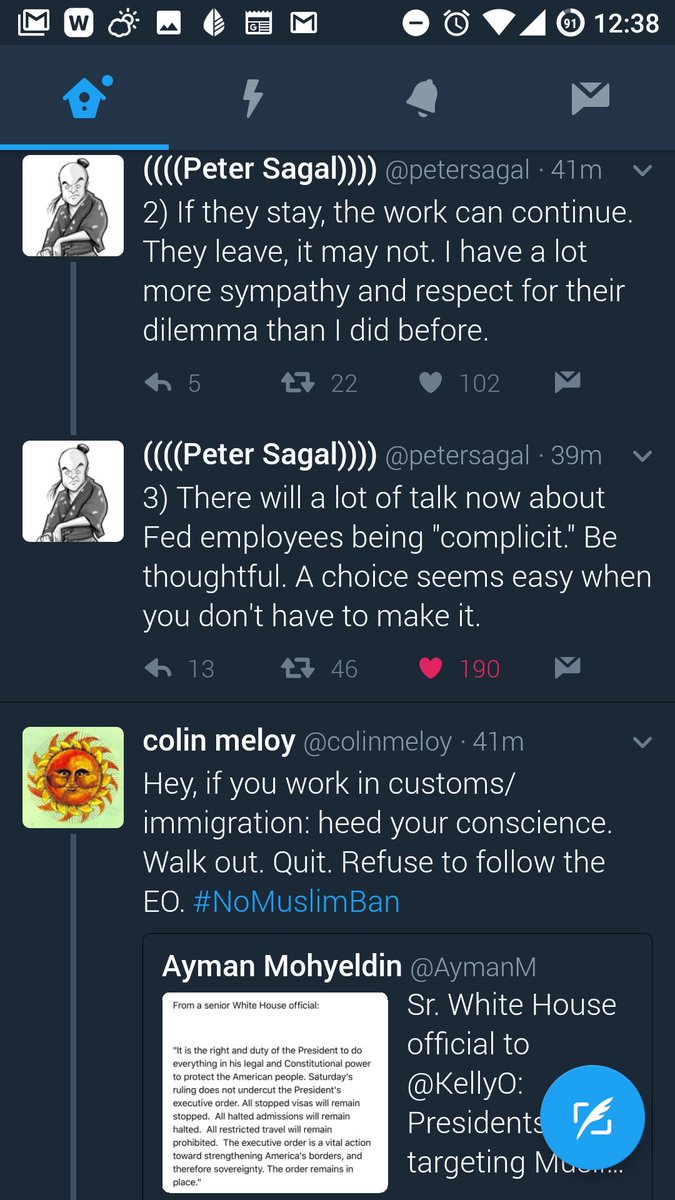 W
91
12:38
((((Peter Sagal)))) @petersagal · 41m
2) If they stay, the work can continue.
They leave, it may not. I have a lot
more sympathy and respect for their
dilemma than I did before.
5 22 102
((((Peter Sagal)))) @petersagal · 39m
3) There will a lot of talk now about
Fed employees being "complicit." Be
thoughtful. A choice seems easy when
you don't have to make it.
13 46 190
colin meloy @colinmeloy · 41m
Hey, if you work in customs/
immigration: heed your conscience.
Walk out. Quit. Refuse to follow the
EO. #NoMuslimBan
Ayman Mohyeldin @AymanM
From a senior White House official:
"It is the right and duty of the President to do
everything in his legal and Constitutional power
to protect the American people. Saturday's
ruling does not undercut the President's
executive order. All stopped visas will remain
stopped. All halted admissions will remain
halted. All restricted travel will remain
prohibited. The executive order is a vital action
toward strengthening America's borders, and
therefore sovereignty. The order remains in
place."
Sr. White House
official to
@KellyO:
Presidents
targeting